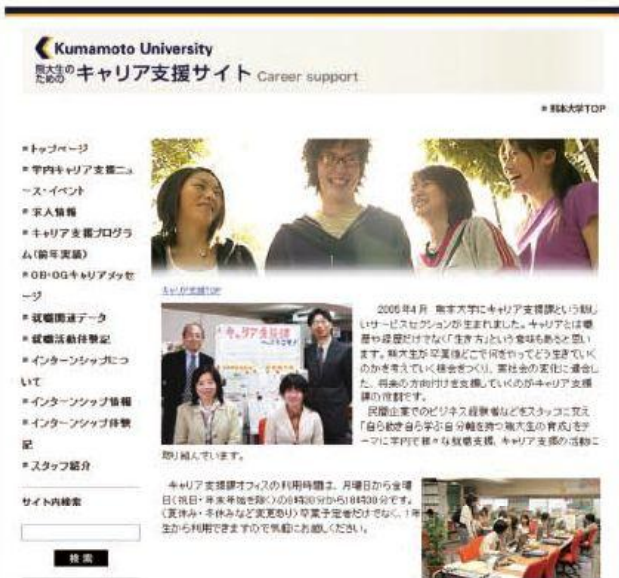 Kumamoto University
熊大生のための キャリア支援サイト Career support
熊本大学TOP
トップページ
学内キャリア支援ニュ
ース・イベント
求人情報
キャリア支援プログラ
ム(前年実績)
OB・OGキャリアメッセ
ージ
就職関連データ
就職活動体験記
インターンシップにつ
いて
インターンシップ情報
インターンシップ体験
記
スタッフ紹介
サイト内検索
検索
キャリア支援TOP
キャリア支援課
2006年4月 熊本大学にキャリア支援課という新し
いサービスセクションが生まれました。キャリアとは職
歴や経歴だけでなく「生き方」という意味もあると思い
ます。熊大生が卒業後どこで何をやってどう生きていく
のかを考えていく機会をつくり、実社会の変化に適合し
た、将来の方向付けを支援していくのがキャリア支援
課の役割です。
民間企業でのビジネス経験者などをスタッフに交え
「自ら動き自ら学ぶ自分軸を持つ熊大生の育成」をテ
ーマに学内で様々な就職支援、キャリア支援の活動に
取り組んでいます。
キャリア支援課オフィスの利用時間は、月曜日から金曜
日(祝日・年末年始を除く)の8時30分から18時30分です。
(夏休み・冬休みなど変更あり)卒業予定者だけでなく、1年
生から利用できますので気軽にお越しください。